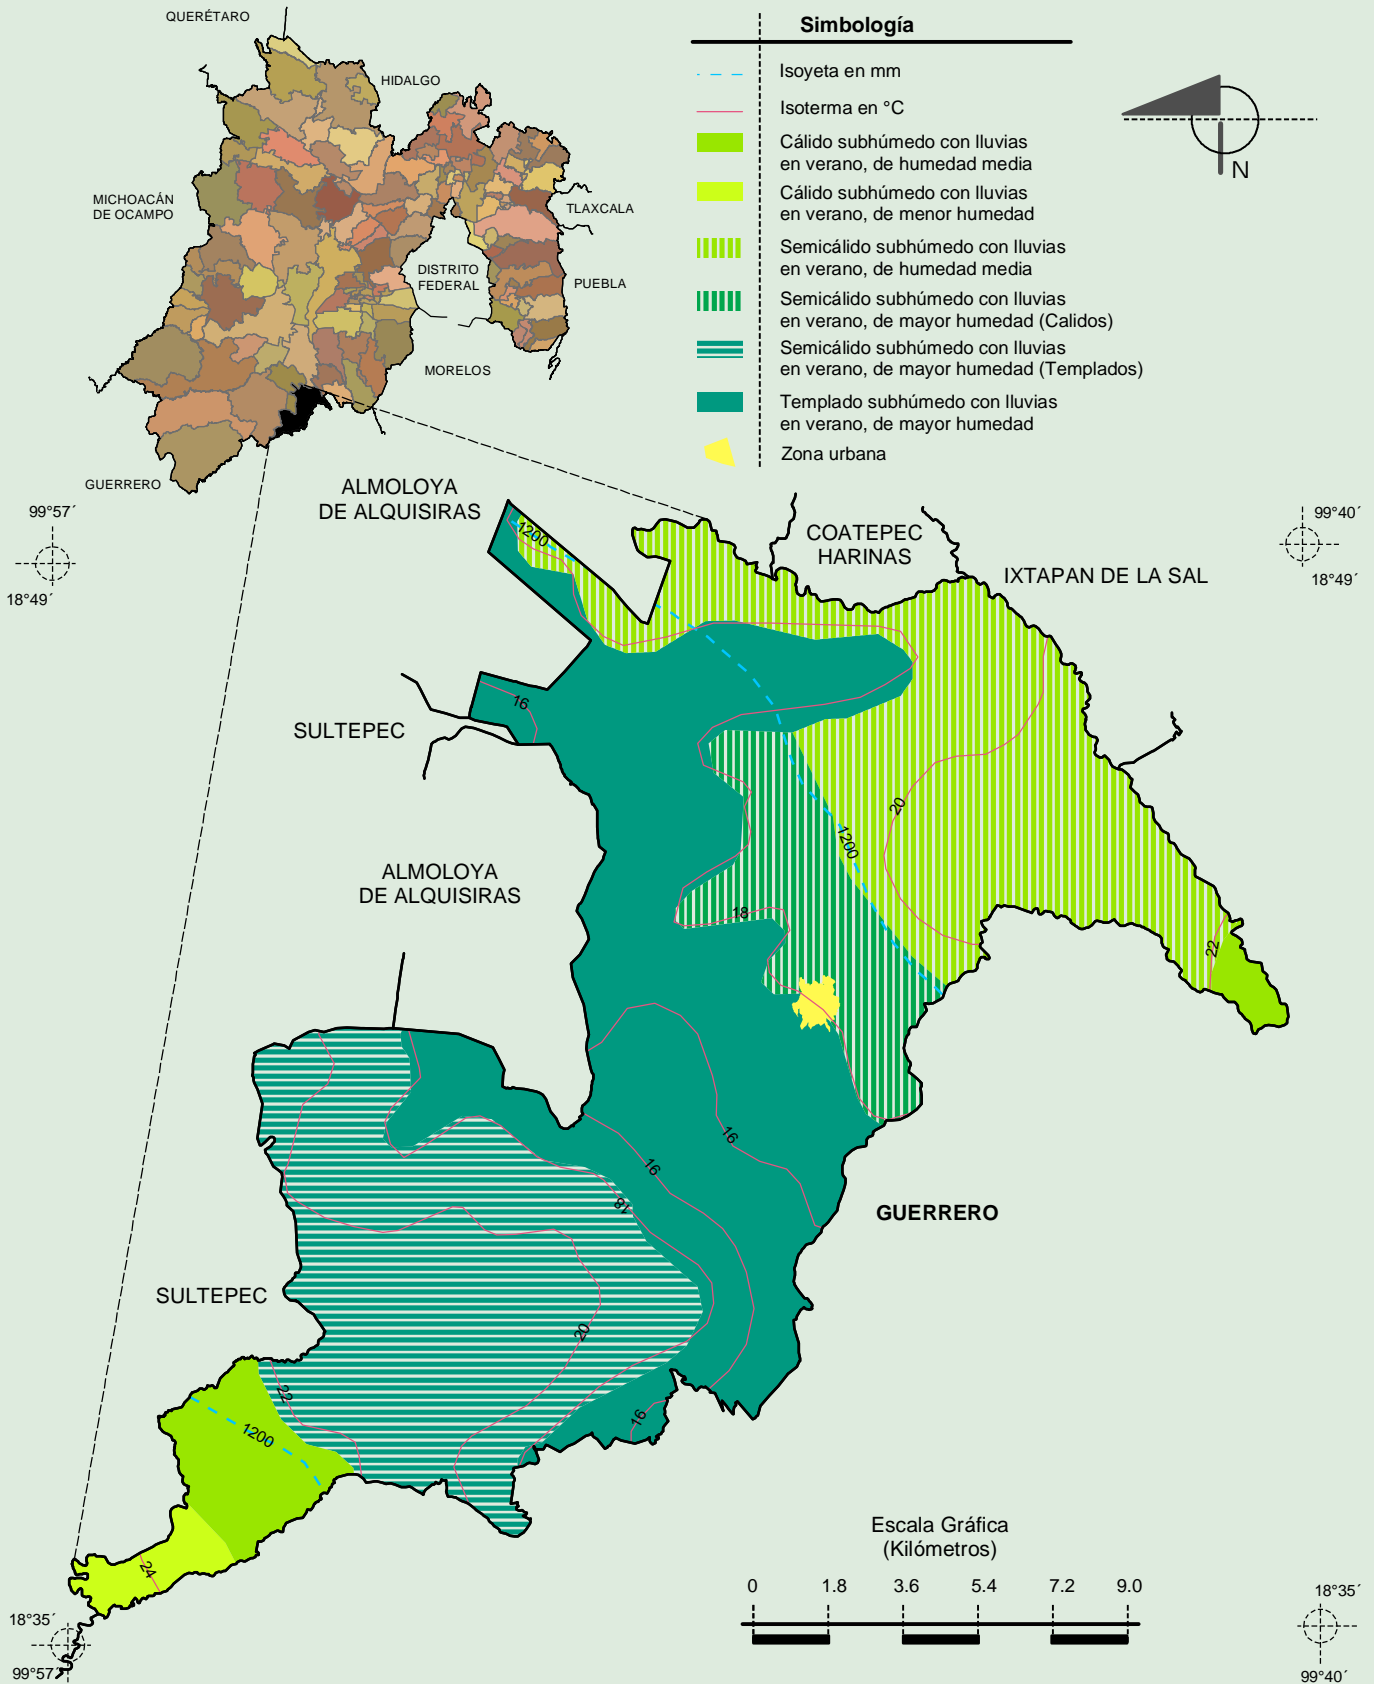 QUERÉTARO
HIDALGO
MICHOACÁN
DE OCAMPO
TLAXCALA
DISTRITO
FEDERAL
PUEBLA
MORELOS
GUERRERO
Simbología
Isoyeta en mm
Isoterma en °C
Cálido subhúmedo con lluvias
en verano, de humedad media
Cálido subhúmedo con lluvias
en verano, de menor humedad
Semicálido subhúmedo con lluvias
en verano, de humedad media
Semicálido subhúmedo con lluvias
en verano, de mayor humedad (Calidos)
Semicálido subhúmedo con lluvias
en verano, de mayor humedad (Templados)
Templado subhúmedo con lluvias
en verano, de mayor humedad
Zona urbana
N
99°57´
18°49´
99°40´
18°49´
ALMOLOYA
DE ALQUISIRAS
COATEPEC
HARINAS
IXTAPAN DE LA SAL
1200
16
SULTEPEC
20
1200
ALMOLOYA
DE ALQUISIRAS
18
22
16
16
18
GUERRERO
SULTEPEC
20
22
16
1200
24
Escala Gráfica
(Kilómetros)
0 1.8 3.6 5.4 7.2 9.0
18°35´
99°57´
18°35´
99°40´